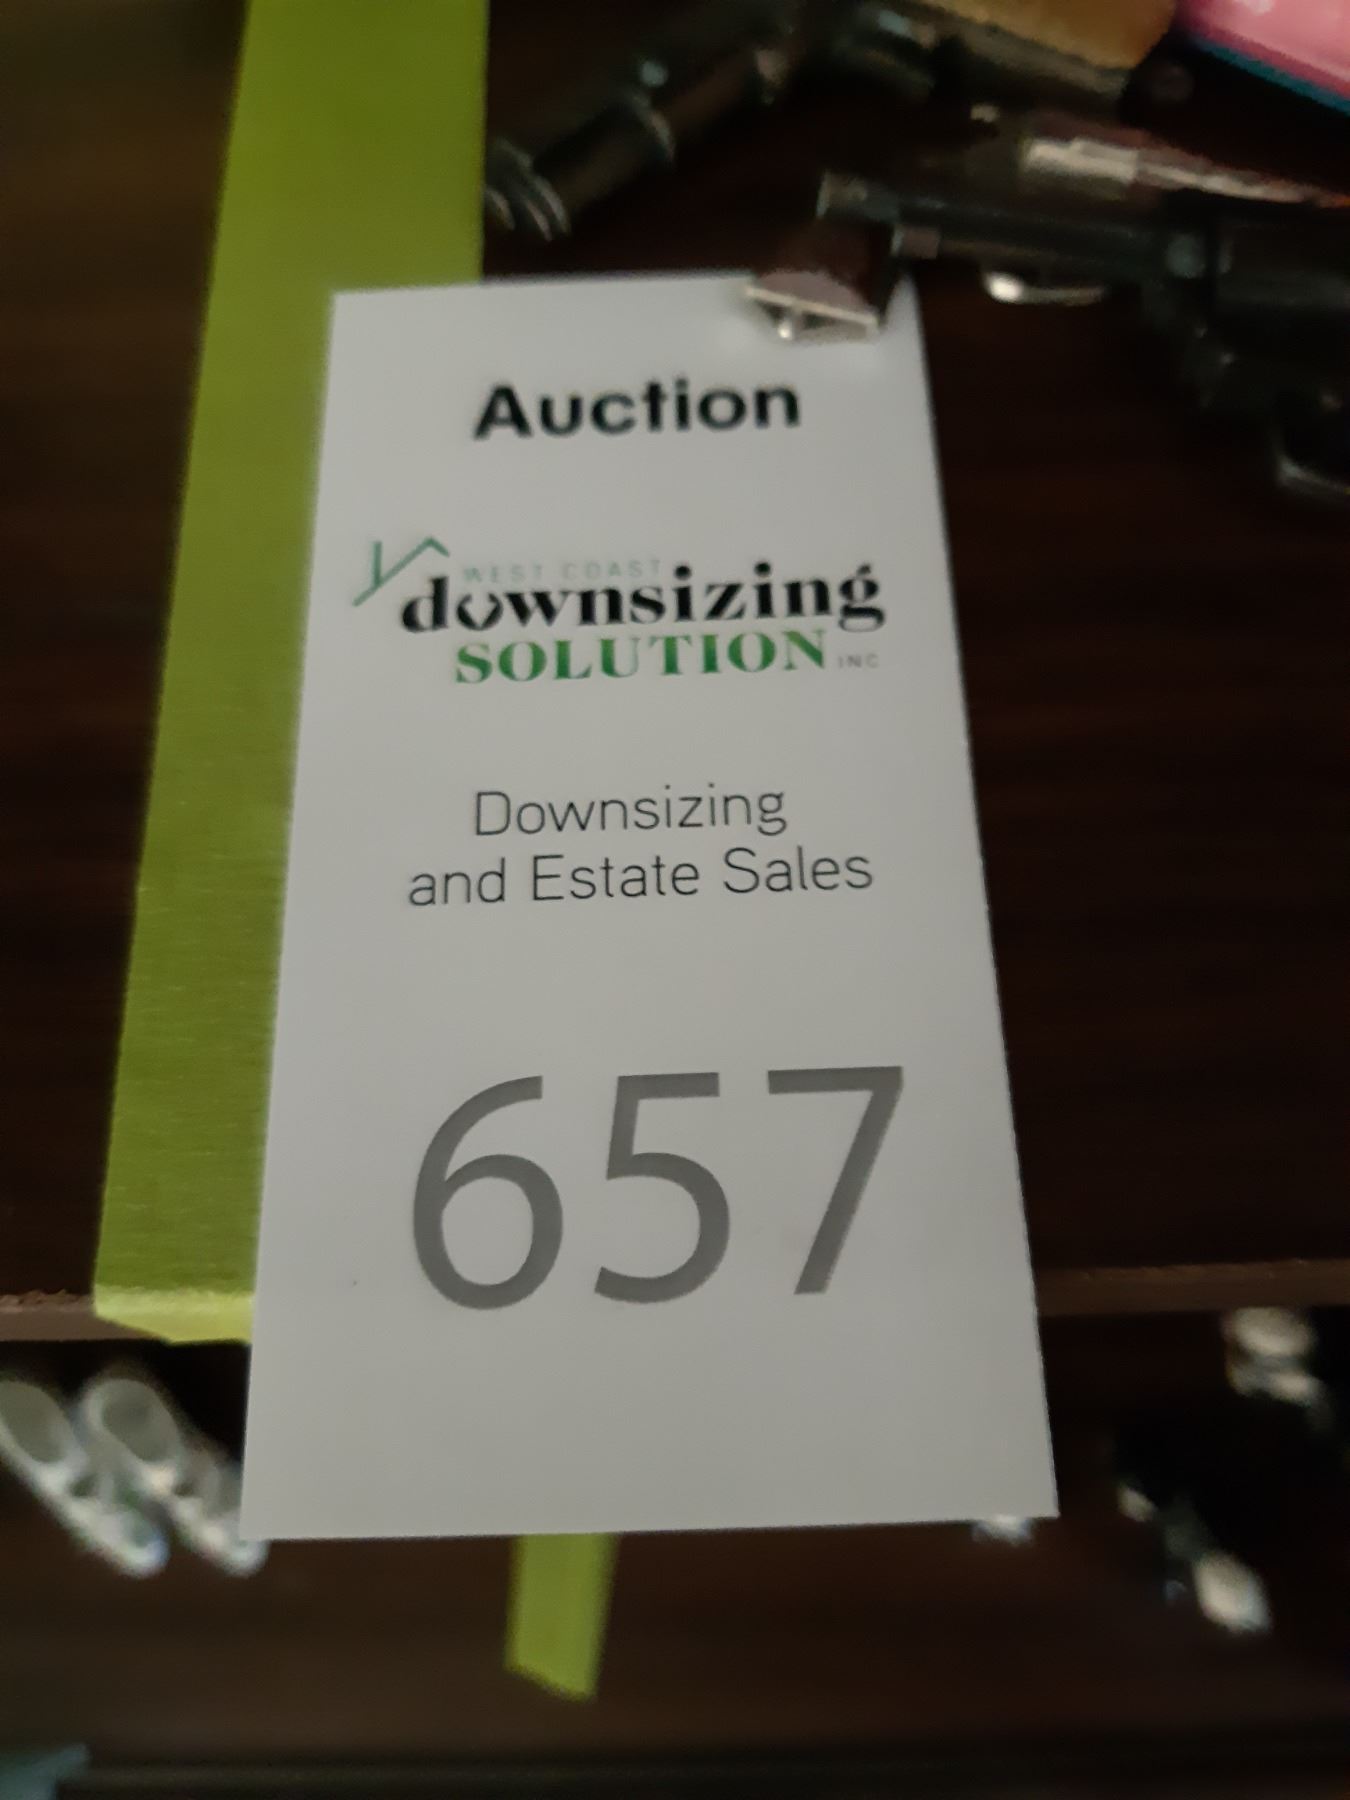 Auction
WEST COAST
downsizing
SOLUTION INC
Downsizing
and Estate Sales
657